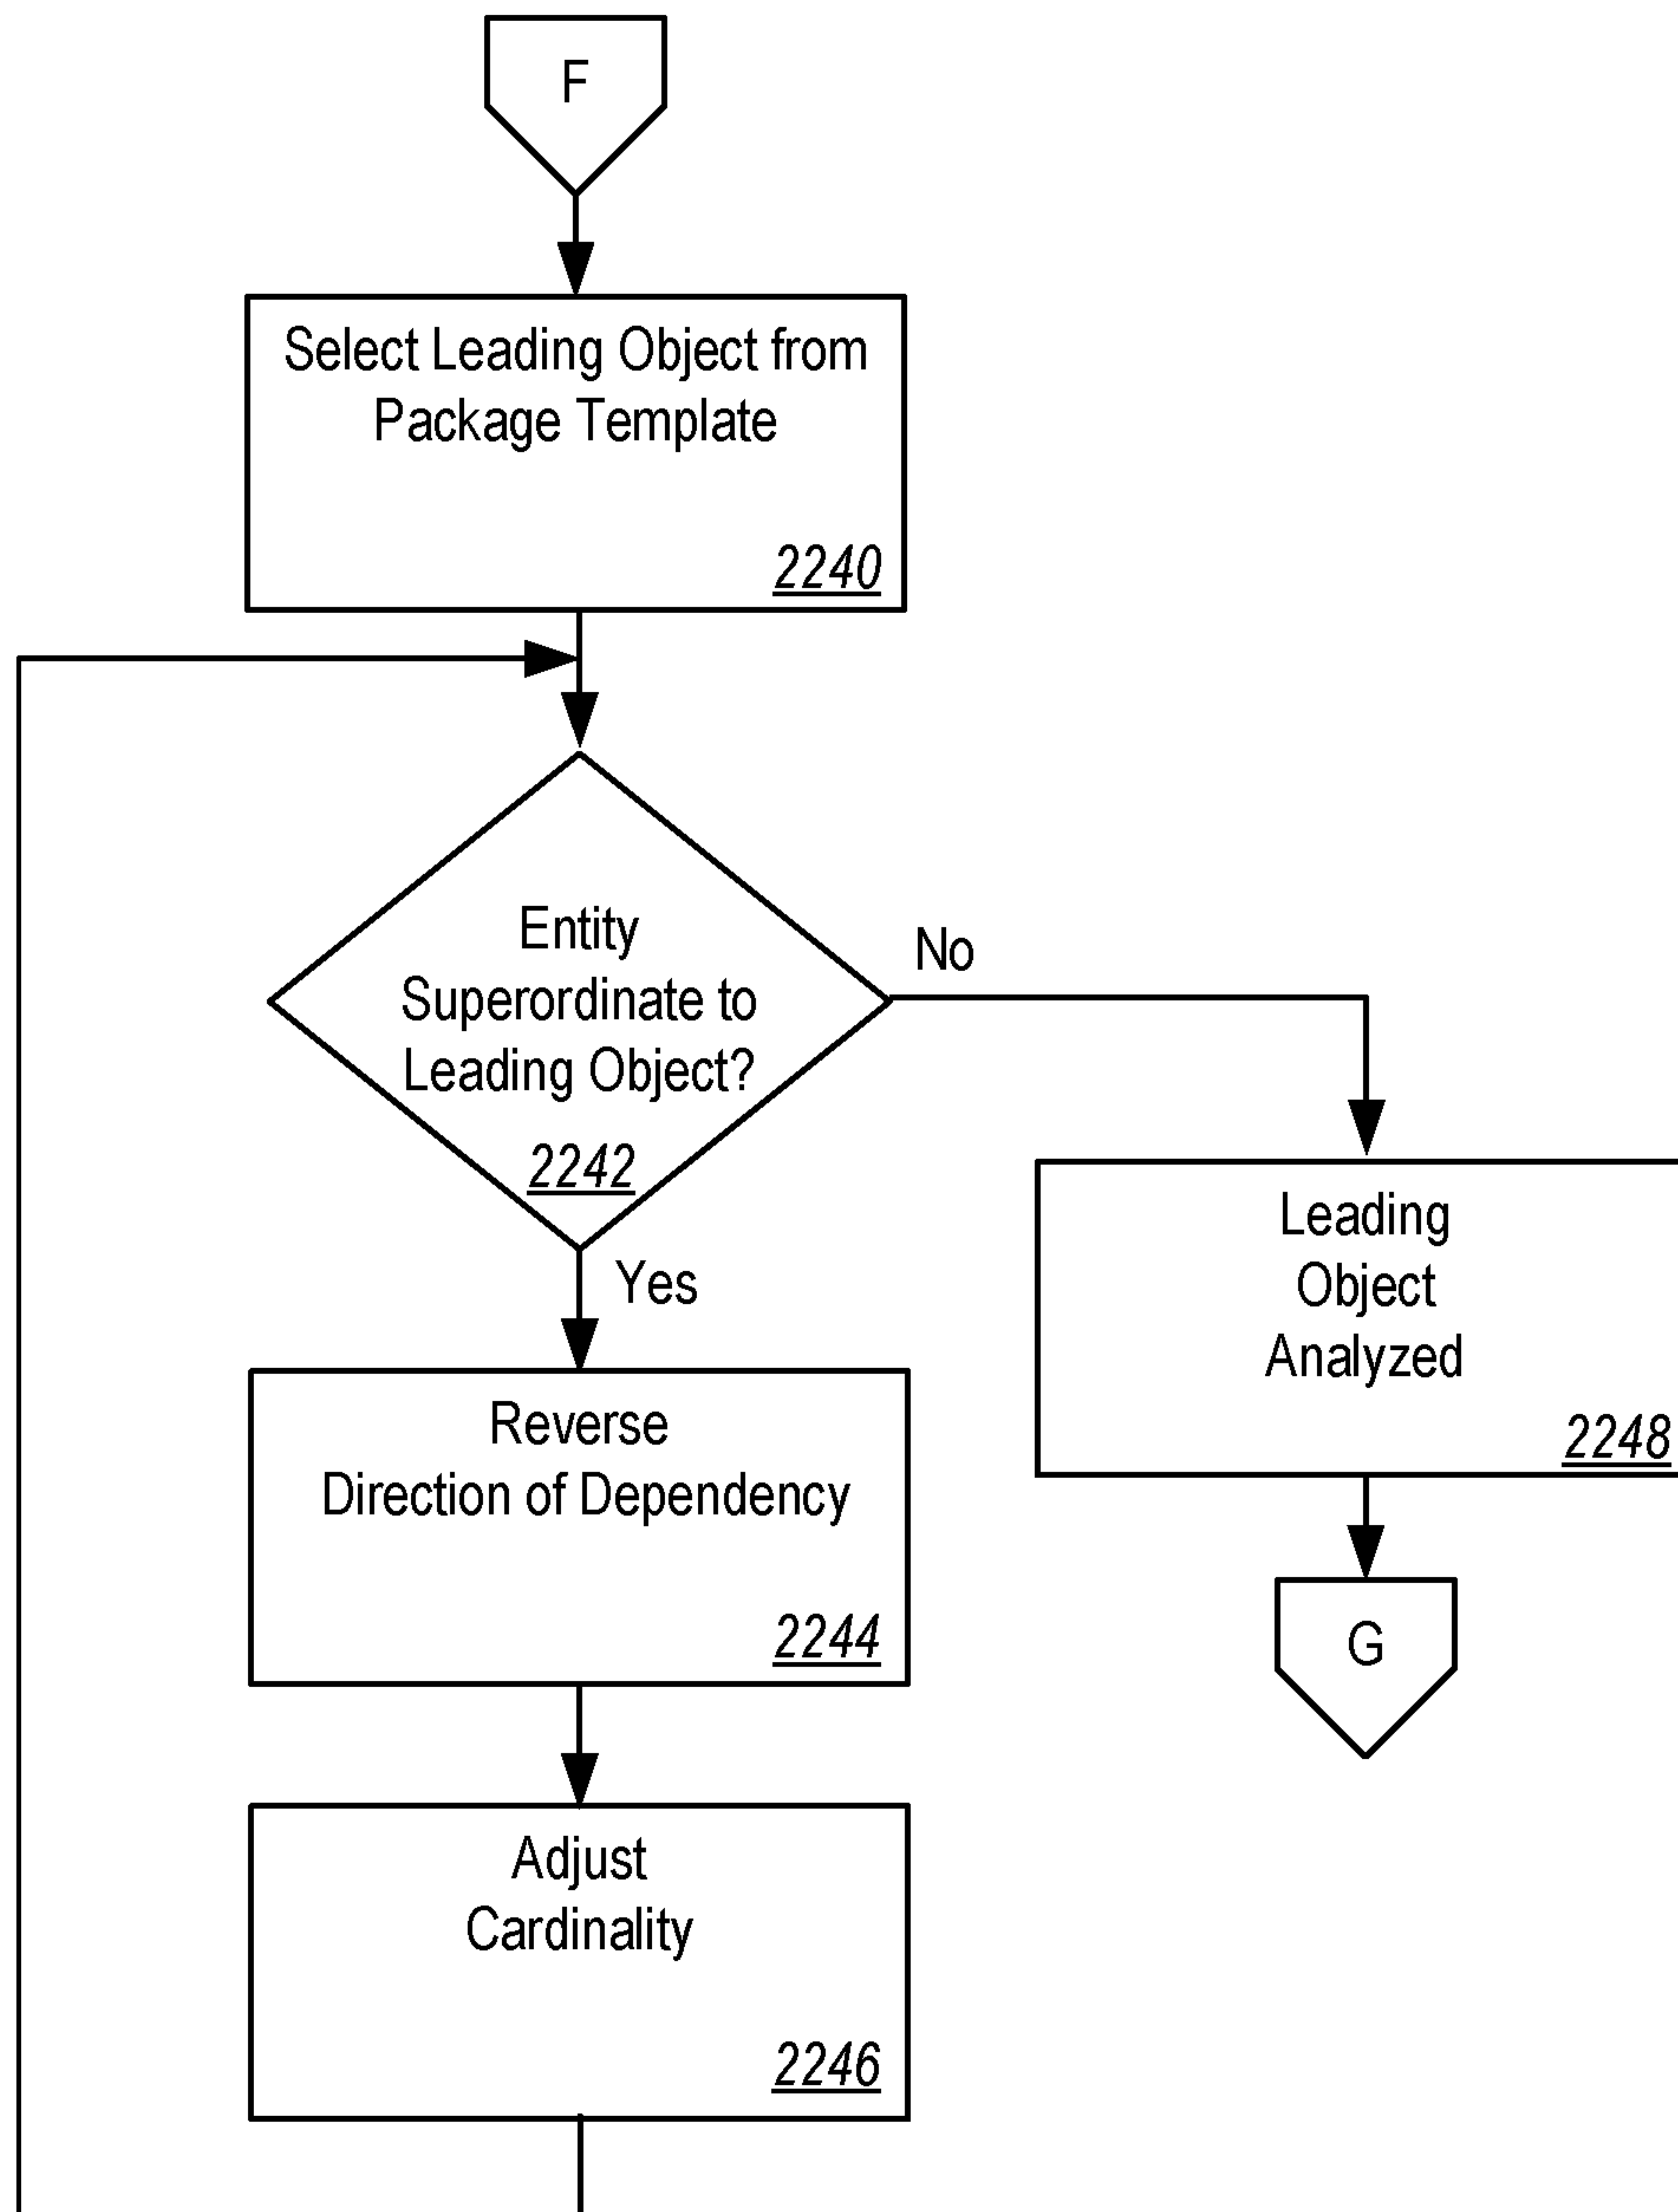 F
Select Leading Object from
Package Template
2240
Entity
Superordinate to
Leading Object?
2242
No
Yes
Leading
Object
Analyzed
2248
Reverse
Direction of Dependency
2244
G
Adjust
Cardinality
2246